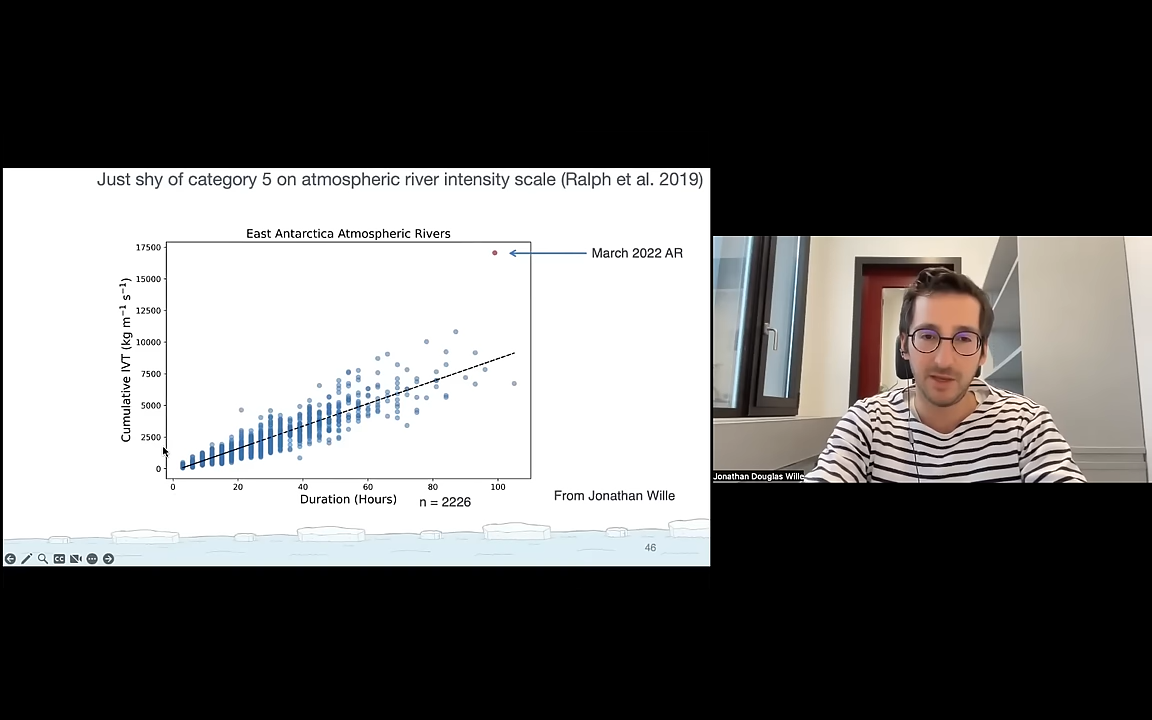 Just shy of category 5 on atmospheric river intensity scale (Ralph et al. 2019)
East Antarctica Atmospheric Rivers
Cumulative IVT (kg m⁻¹ s⁻¹)
17500
15000
12500
10000
7500
5000
2500
0
March 2022 AR
0 20 40 60 80 100
Duration (Hours)
n = 2226
From Jonathan Wille
46
CC
Jonathan Douglas Wille